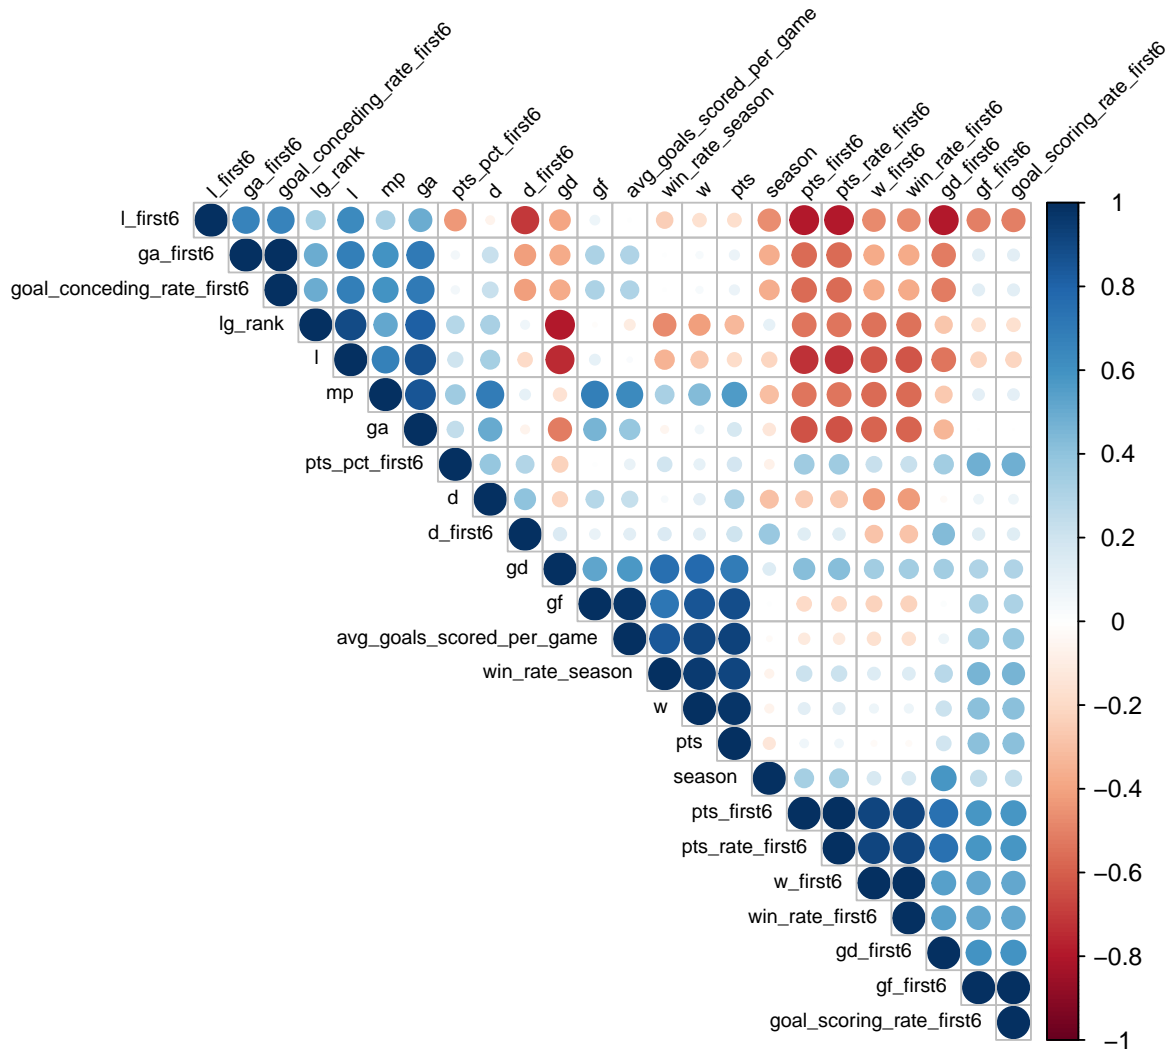 l_first6
ga_first6
goal_conceding_rate_first6
lg_rank
l
mp
ga
pts_pct_first6
d
d_first6
gd
gf
avg_goals_scored_per_game
win_rate_season
w
pts
season
pts_first6
pts_rate_first6
w_first6
win_rate_first6
gd_first6
gf_first6
goal_scoring_rate_first6
l_first6
ga_first6
goal_conceding_rate_first6
lg_rank
l
mp
ga
pts_pct_first6
d
d_first6
gd
gf
avg_goals_scored_per_game
win_rate_season
w
pts
season
pts_first6
pts_rate_first6
w_first6
win_rate_first6
gd_first6
gf_first6
goal_scoring_rate_first6
1
0.8
0.6
0.4
0.2
0
−0.2
−0.4
−0.6
−0.8
−1